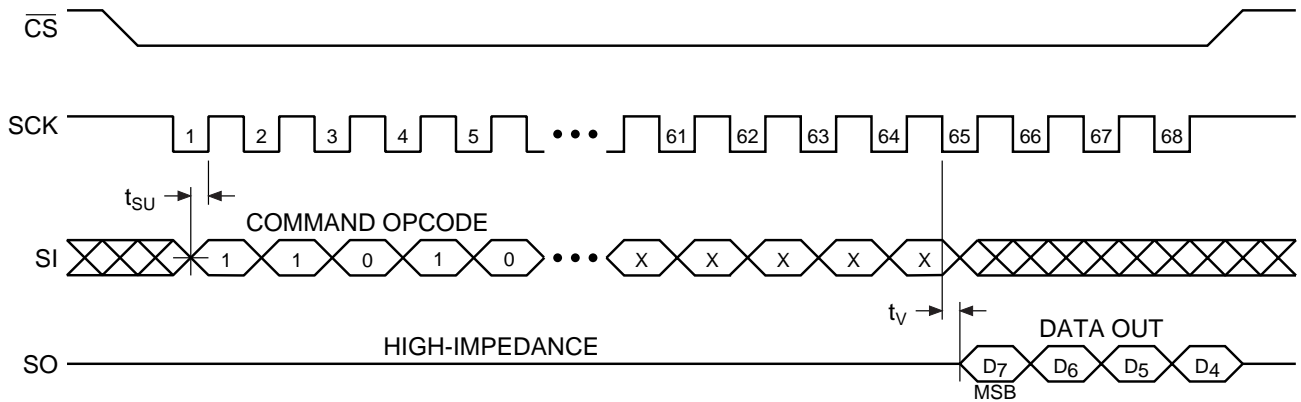 CS
SCK 1 2 3 4 5 ••• 61 62 63 64 65 66 67 68
tSU
COMMAND OPCODE
SI 1 1 0 1 0 ••• X X X X X
tV
DATA OUT
HIGH-IMPEDANCE
SO D7 D6 D5 D4
MSB